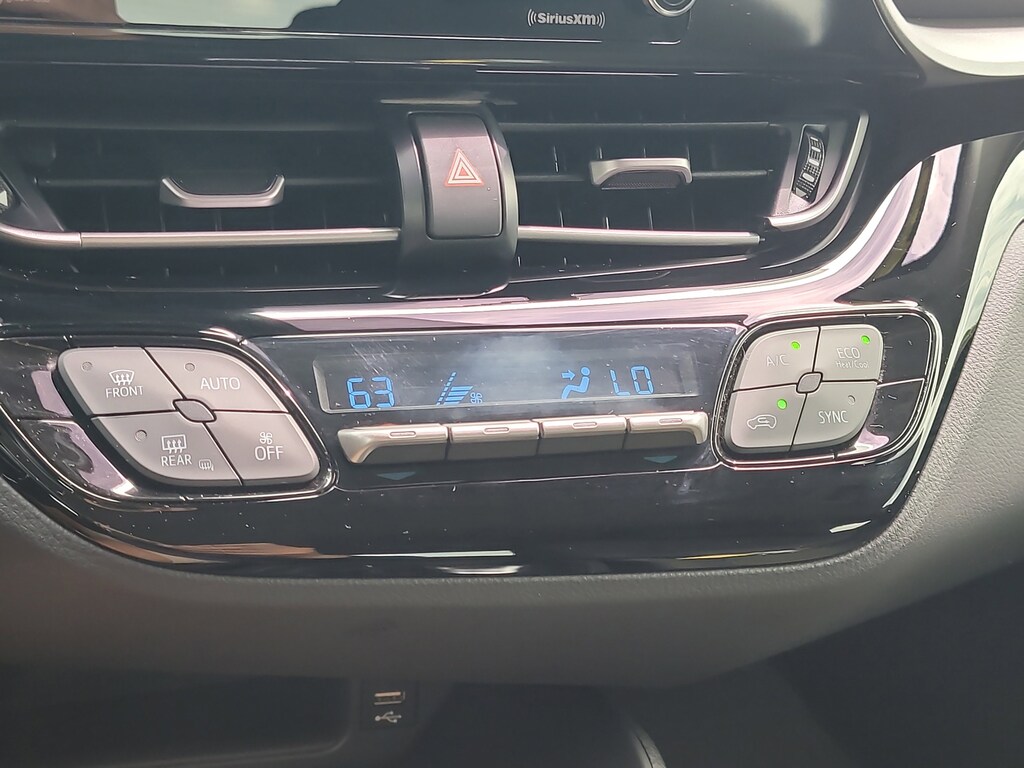 SiriusXM
63
LO
FRONT
AUTO
REAR
OFF
A/C
ECO
Heat/Cool
SYNC